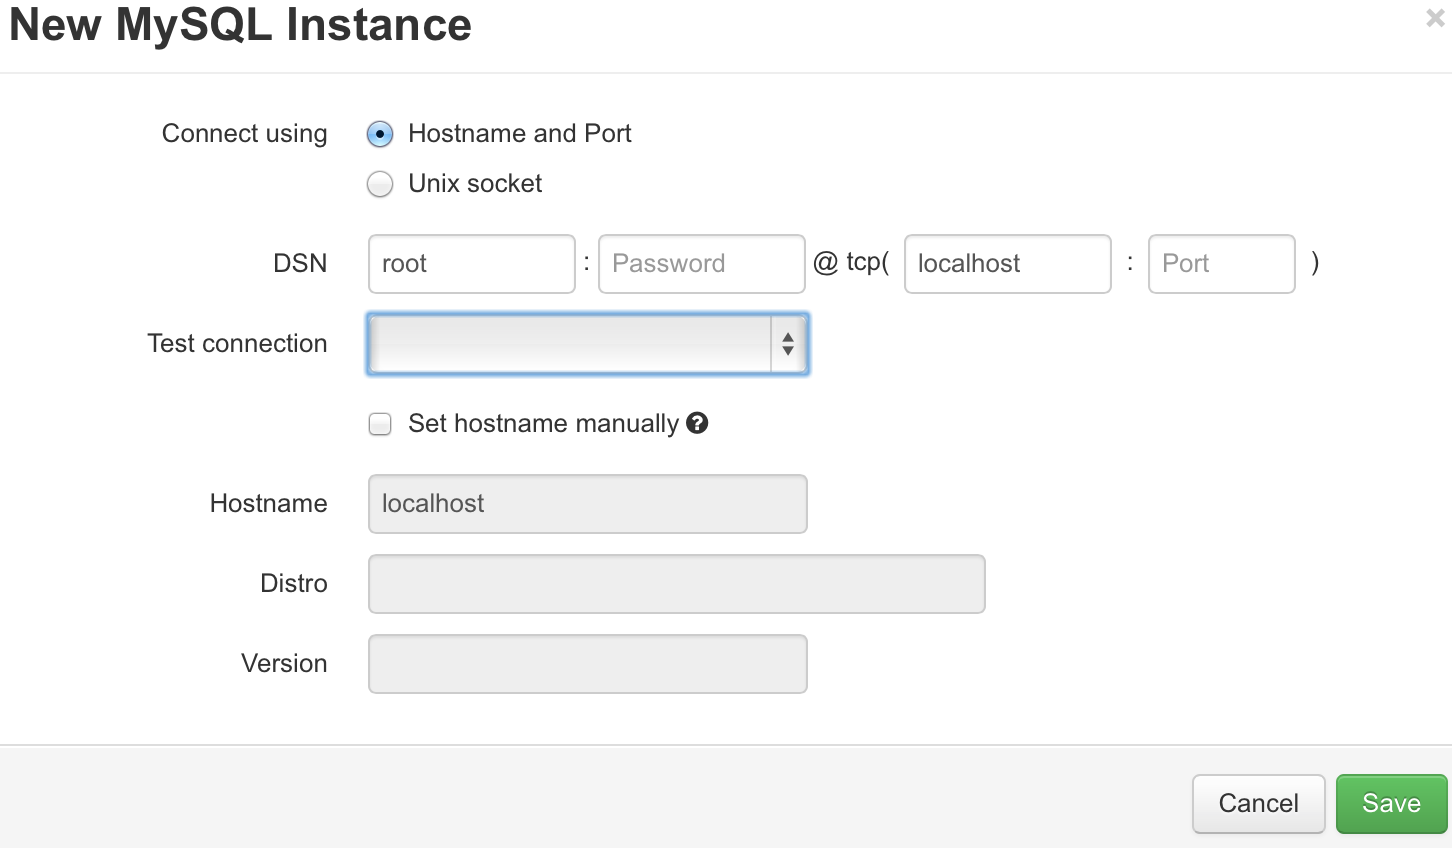 New MySQL Instance ×
Connect using Hostname and Port
Unix socket
DSN root : Password @ tcp( localhost : Port )
Test connection
Set hostname manually ?
Hostname localhost
Distro
Version
Cancel Save